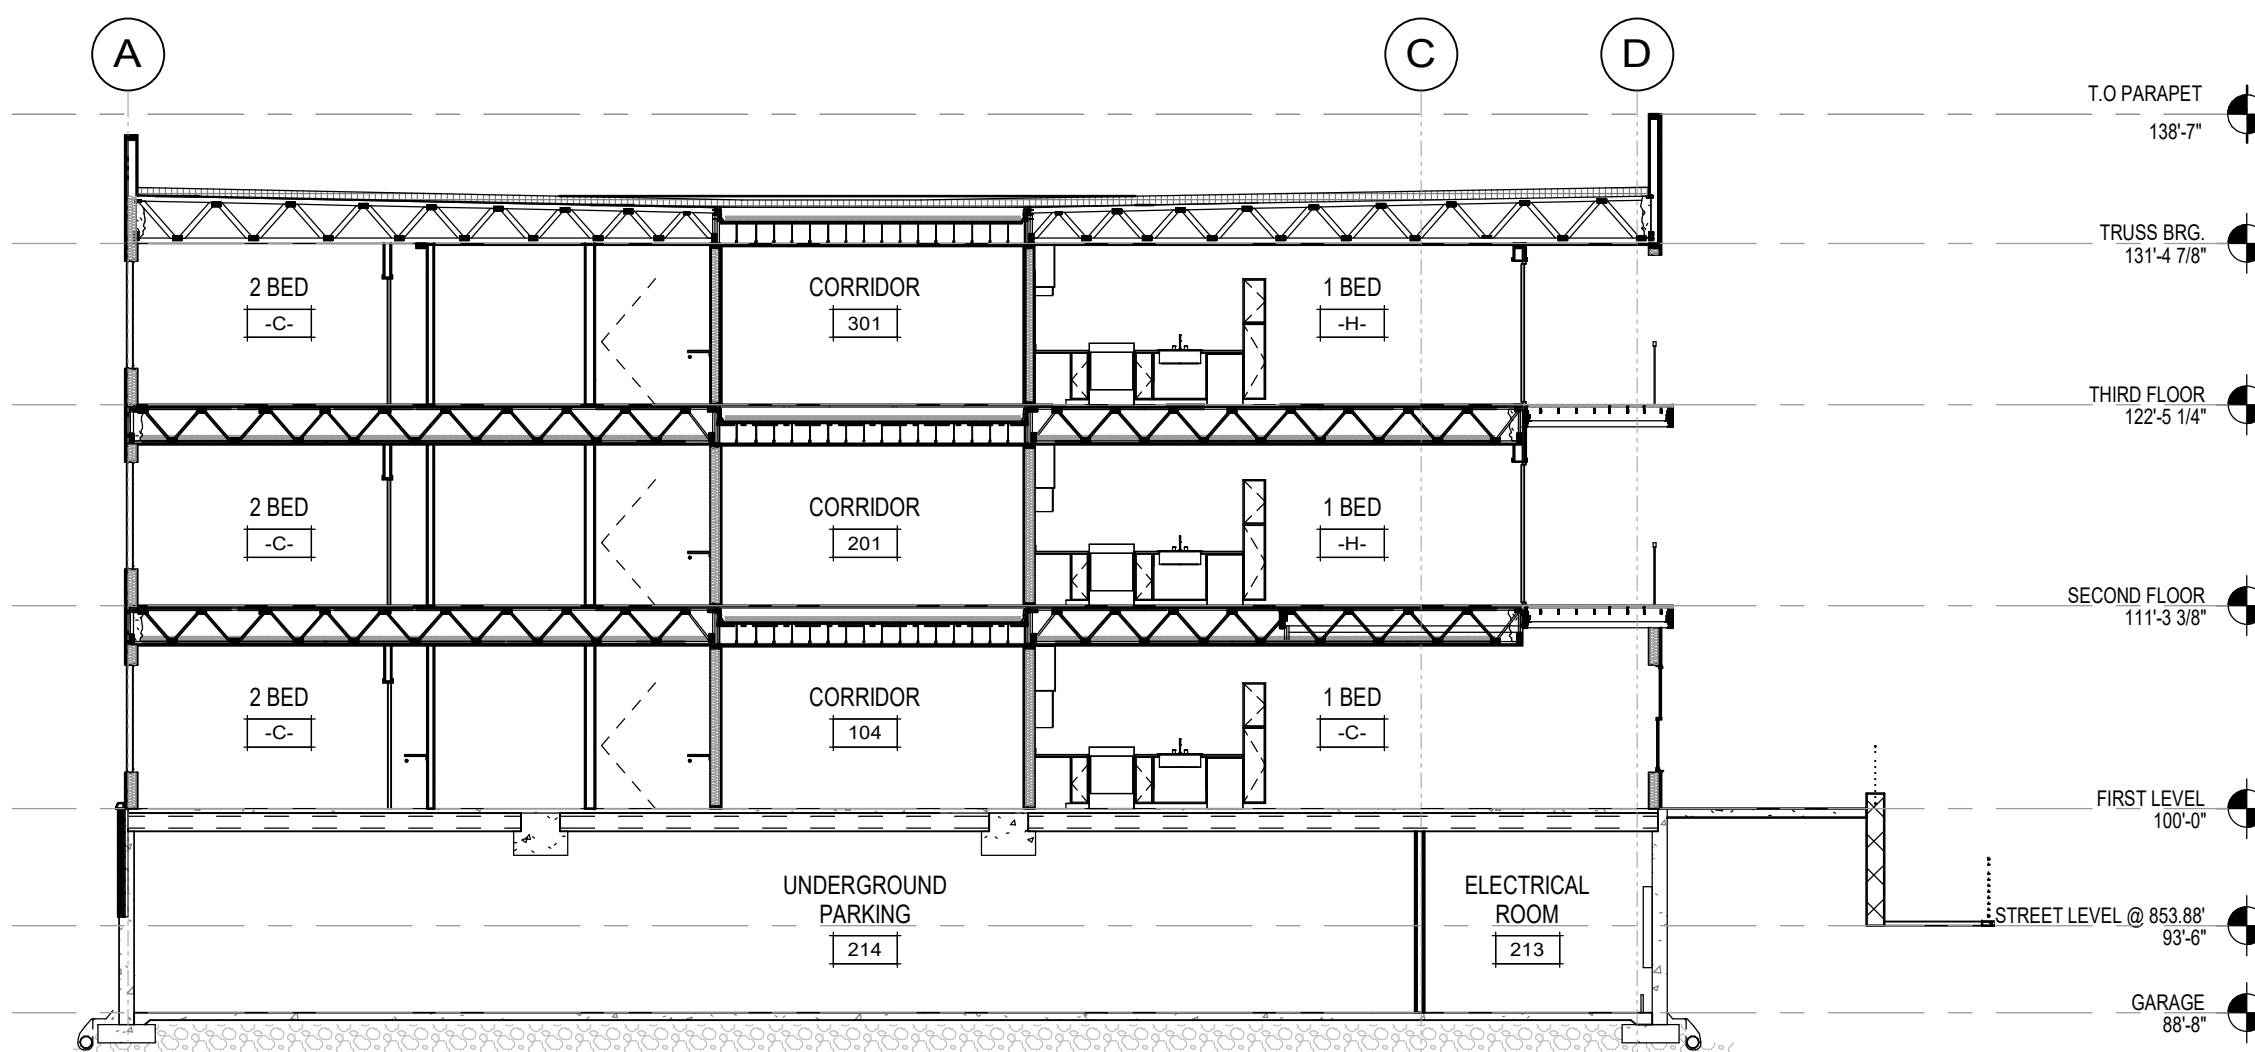 A
C
D
T.O PARAPET
138'-7"
TRUSS BRG.
131'-4 7/8"
2 BED
-C-
CORRIDOR
301
1 BED
-H-
THIRD FLOOR
122'-5 1/4"
2 BED
-C-
CORRIDOR
201
1 BED
-H-
SECOND FLOOR
111'-3 3/8"
2 BED
-C-
CORRIDOR
104
1 BED
-C-
FIRST LEVEL
100'-0"
UNDERGROUND
PARKING
214
ELECTRICAL
ROOM
213
STREET LEVEL @ 853.88'
93'-6"
GARAGE
88'-8"